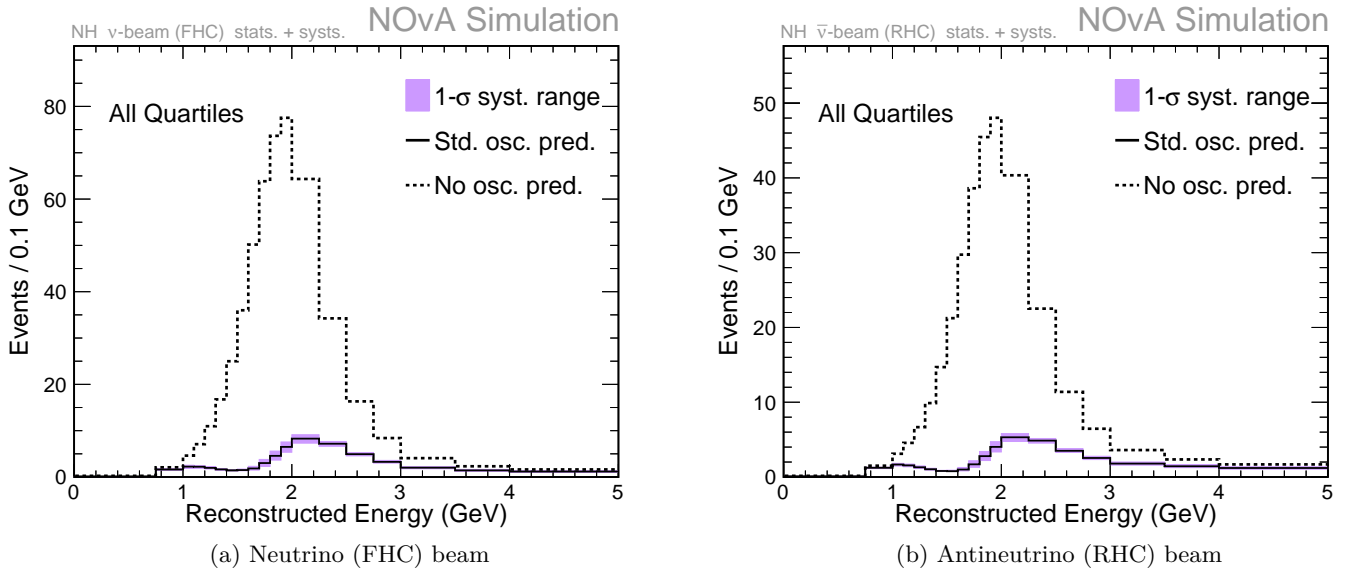 NH ν-beam (FHC) stats. + systs. NOvA Simulation
All Quartiles
1-σ syst. range
Std. osc. pred.
No osc. pred.
Events / 0.1 GeV
80
60
40
20
0
0 1 2 3 4 5
Reconstructed Energy (GeV)
(a) Neutrino (FHC) beam
NH ν̅-beam (RHC) stats. + systs. NOvA Simulation
All Quartiles
1-σ syst. range
Std. osc. pred.
No osc. pred.
Events / 0.1 GeV
50
40
30
20
10
0
0 1 2 3 4 5
Reconstructed Energy (GeV)
(b) Antineutrino (RHC) beam